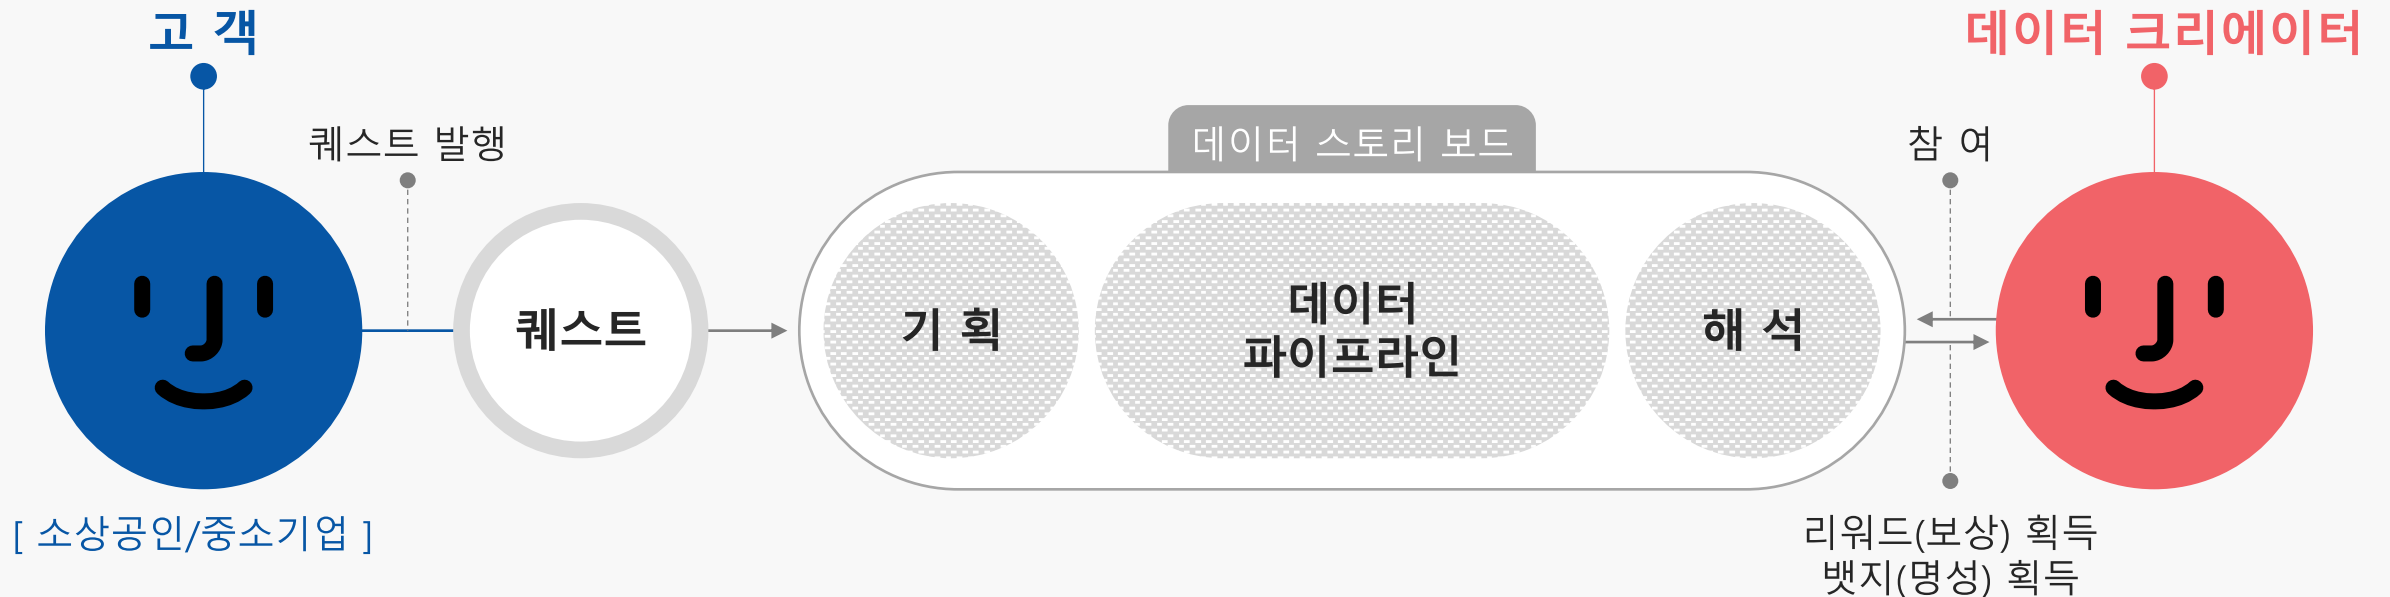 고 객
데이터 크리에이터
퀘스트 발행
데이터 스토리 보드
참 여
퀘스트
기 획
데이터
파이프라인
해 석
[ 소상공인/중소기업 ]
리워드(보상) 획득
뱃지(명성) 획득